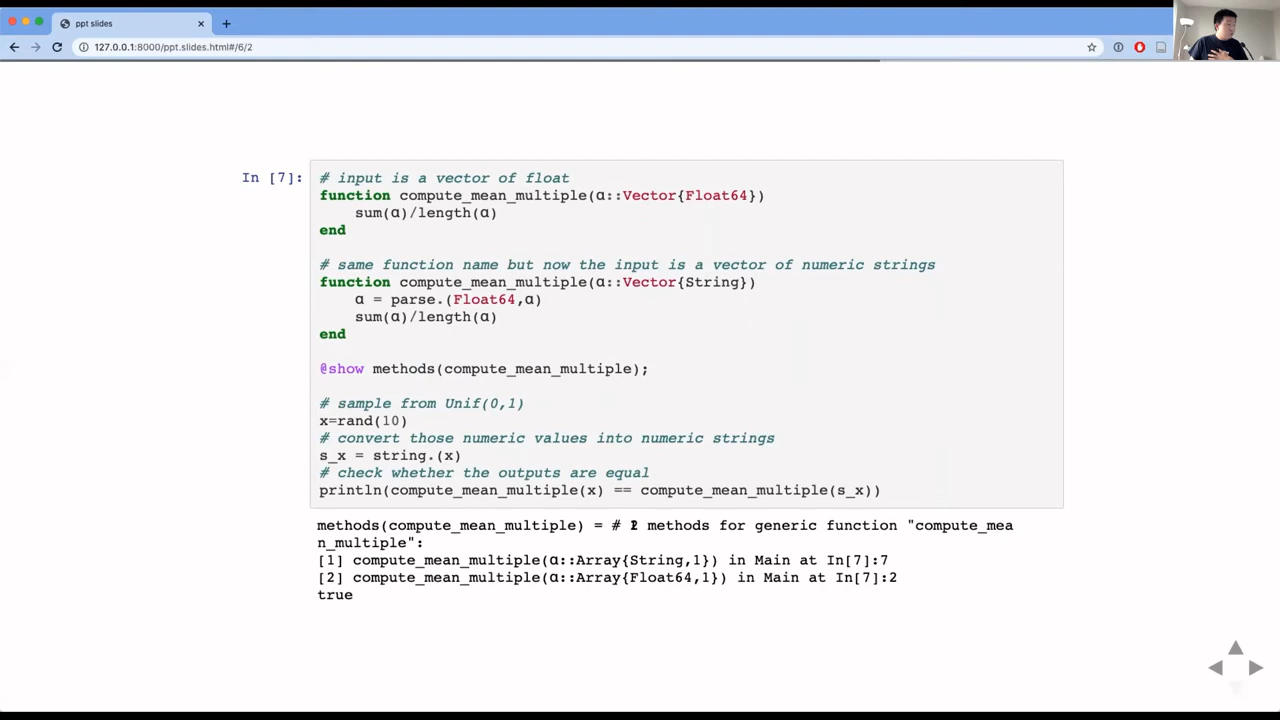 ppt slides
127.0.0.1:8000/ppt.slides.html#/6/2
In [7]:
# input is a vector of float
function compute_mean_multiple(ɑ::Vector{Float64})
    sum(ɑ)/length(ɑ)
end
# same function name but now the input is a vector of numeric strings
function compute_mean_multiple(ɑ::Vector{String})
    ɑ = parse.(Float64,ɑ)
    sum(ɑ)/length(ɑ)
end
@show methods(compute_mean_multiple);
# sample from Unif(0,1)
x=rand(10)
# convert those numeric values into numeric strings
s_x = string.(x)
# check whether the outputs are equal
println(compute_mean_multiple(x) == compute_mean_multiple(s_x))
methods(compute_mean_multiple) = # methods for generic function "compute_mea
n_multiple":
[1] compute_mean_multiple(ɑ::Array{String,1}) in Main at In[7]:7
[2] compute_mean_multiple(ɑ::Array{Float64,1}) in Main at In[7]:2
true